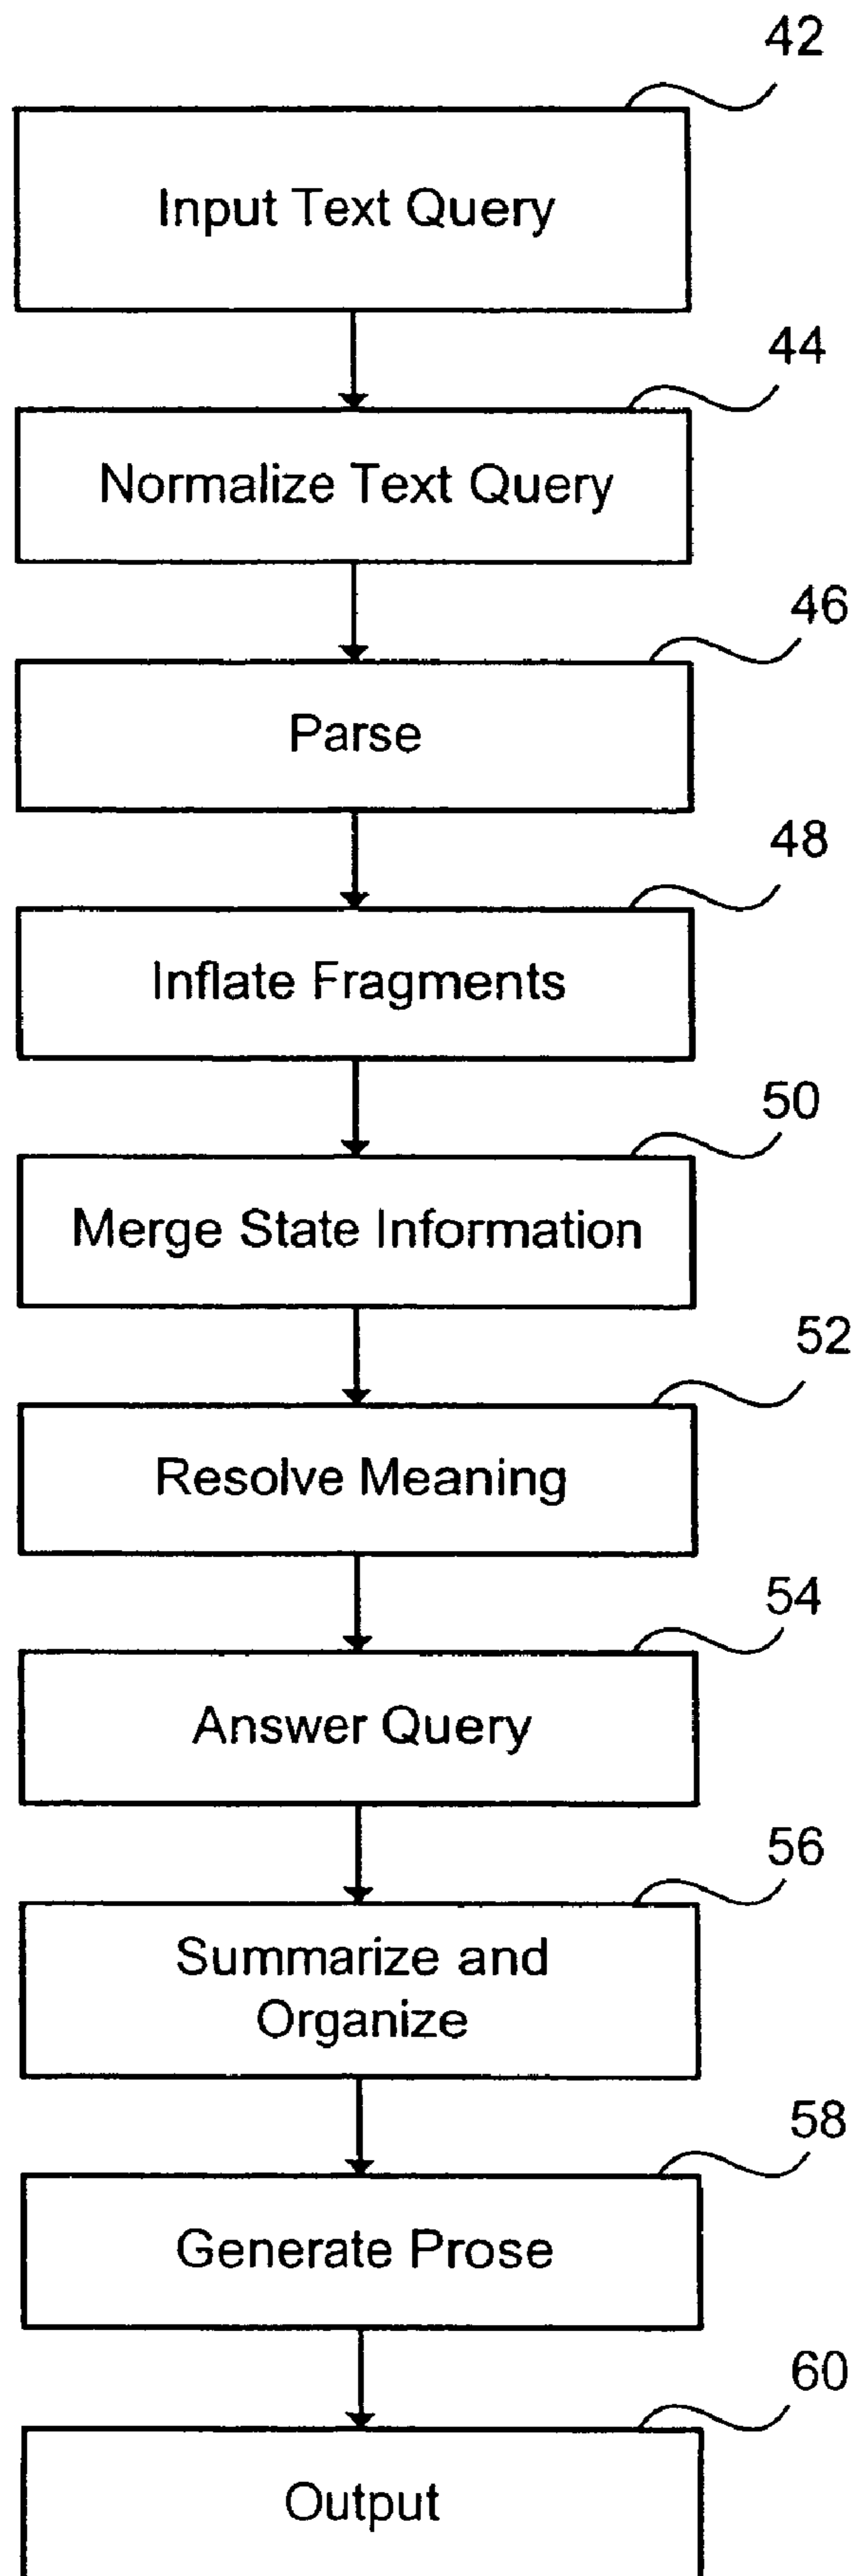 42
Input Text Query
44
Normalize Text Query
46
Parse
48
Inflate Fragments
50
Merge State Information
52
Resolve Meaning
54
Answer Query
56
Summarize and
Organize
58
Generate Prose
60
Output